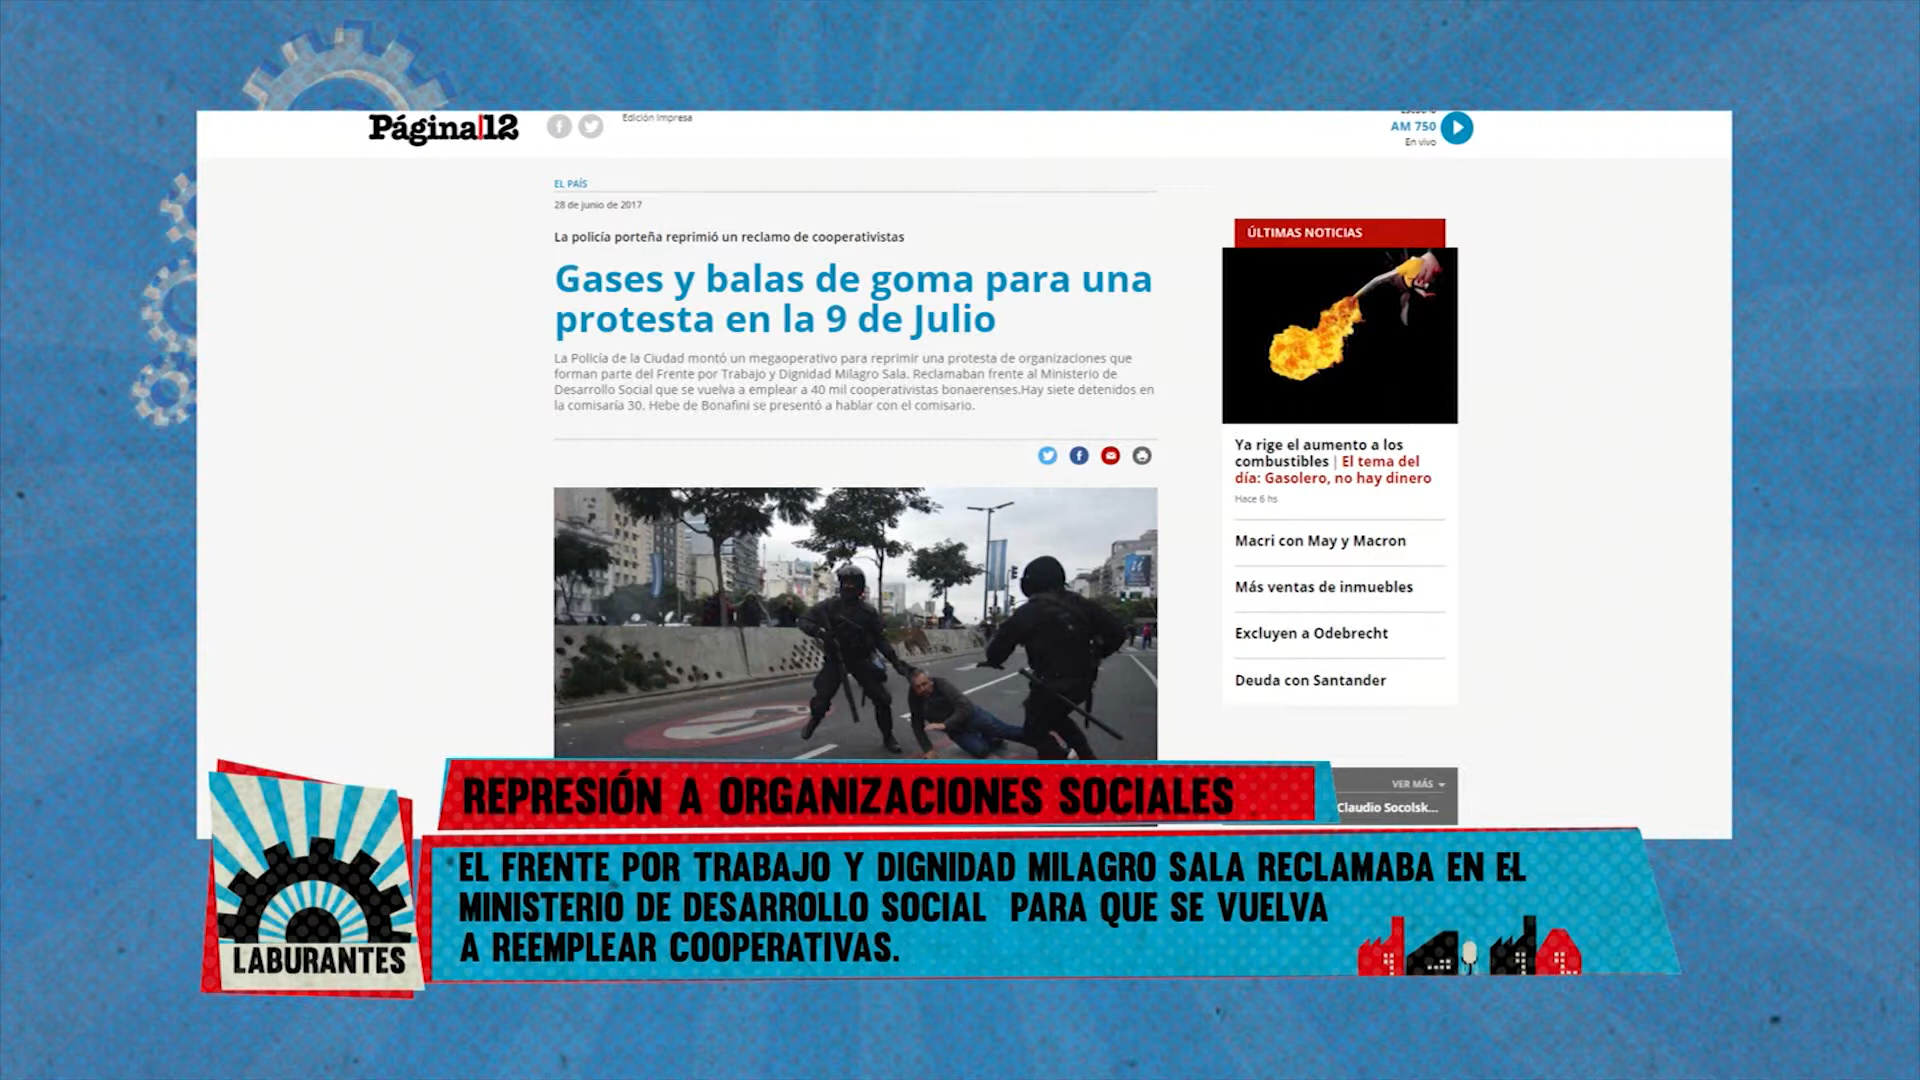 Página|12
Edición Impresa
AM 750
En vivo
EL PAÍS
28 de junio de 2017
La policía porteña reprimió un reclamo de cooperativistas
Gases y balas de goma para una
protesta en la 9 de Julio
La Policía de la Ciudad montó un megaoperativo para reprimir una protesta de organizaciones que
forman parte del Frente por Trabajo y Dignidad Milagro Sala. Reclamaban frente al Ministerio de
Desarrollo Social que se vuelva a emplear a 40 mil cooperativistas bonaerenses.Hay siete detenidos en
la comisaría 30. Hebe de Bonafini se presentó a hablar con el comisario.
ÚLTIMAS NOTICIAS
Ya rige el aumento a los
combustibles | El tema del
día: Gasolero, no hay dinero
Hace 6 hs
Macri con May y Macron
Más ventas de inmuebles
Excluyen a Odebrecht
Deuda con Santander
VER MÁS
Claudio Socolsk...
REPRESIÓN A ORGANIZACIONES SOCIALES
EL FRENTE POR TRABAJO Y DIGNIDAD MILAGRO SALA RECLAMABA EN EL
MINISTERIO DE DESARROLLO SOCIAL PARA QUE SE VUELVA
A REEMPLEAR COOPERATIVAS.
LABURANTES